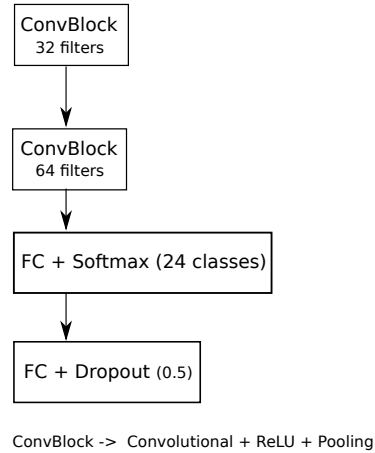 ConvBlock
32 filters
ConvBlock
64 filters
FC + Softmax (24 classes)
FC + Dropout (0.5)
ConvBlock -> Convolutional + ReLU + Pooling